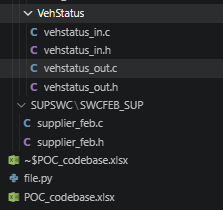 VehStatus
C vehstatus_in.c
C vehstatus_in.h
C vehstatus_out.c
C vehstatus_out.h
SUPSWC\SWCFEB_SUP
C supplier_feb.c
C supplier_feb.h
~$POC_codebase.xlsx
file.py
POC_codebase.xlsx